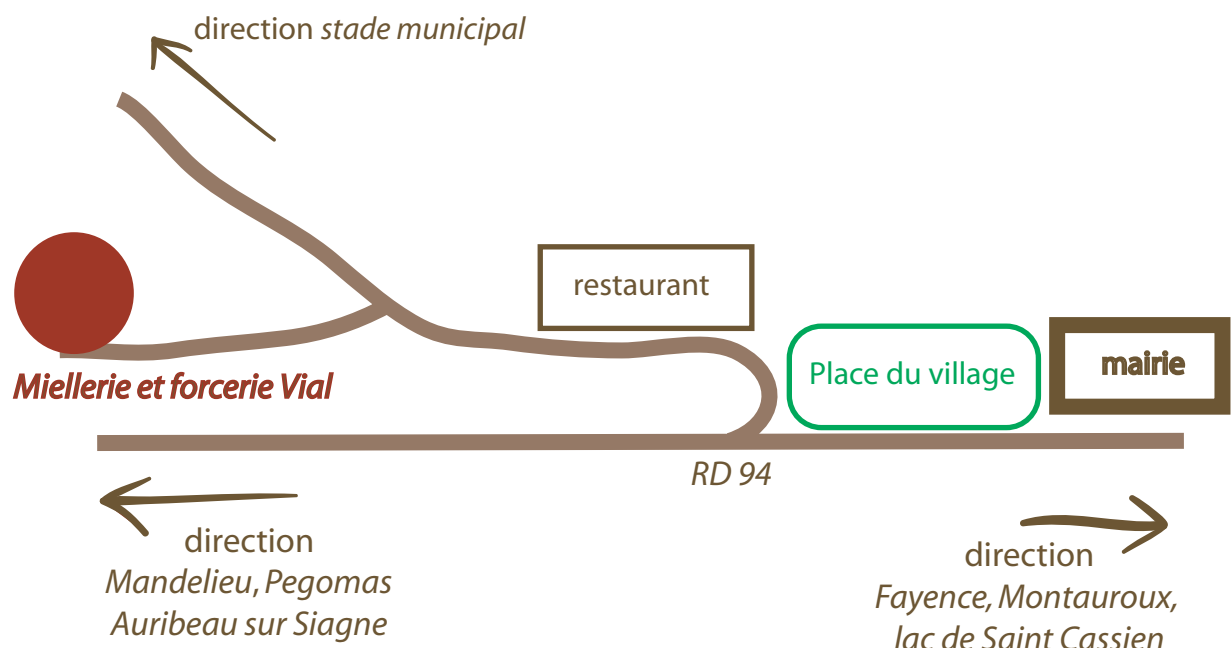 direction stade municipal
restaurant
Place du village
mairie
Miellerie et forcerie Vial
RD 94
direction
Mandelieu, Pegomas
Auribeau sur Siagne
direction
Fayence, Montauroux,
lac de Saint Cassien